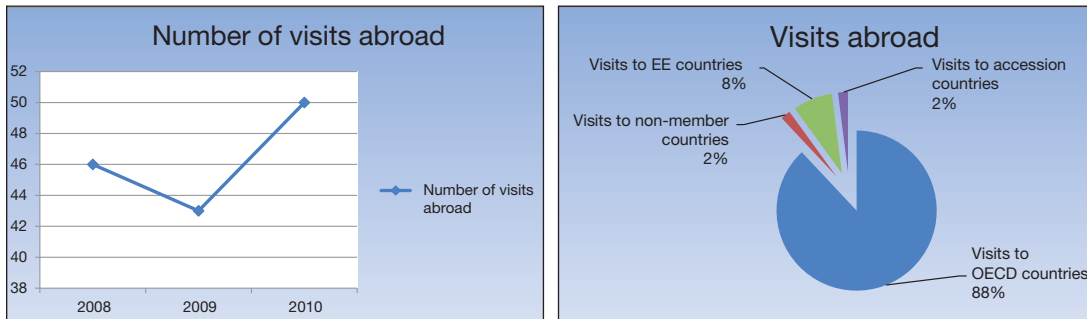 Number of visits abroad
52
50
48
46
44
42
40
38
2008 2009 2010
Number of visits
abroad
Visits abroad
Visits to EE countries
8%
Visits to accession
countries
2%
Visits to non-member
countries
2%
Visits to
OECD countries
88%